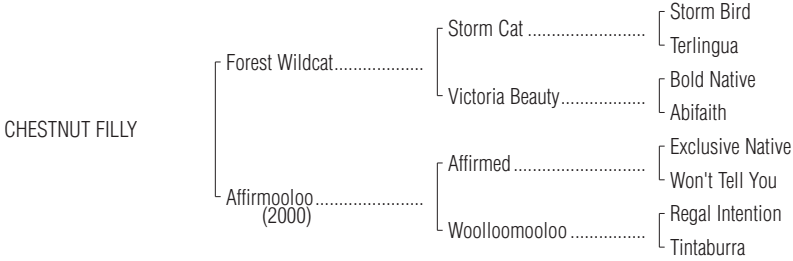 Storm Bird
Storm Cat ........................
Terlingua
Forest Wildcat...................
Bold Native
Victoria Beauty..................
Abifaith
CHESTNUT FILLY
Exclusive Native
Affirmed ............................
Won't Tell You
Affirmooloo.......................
(2000)
Regal Intention
Woolloomooloo ................
Tintaburra